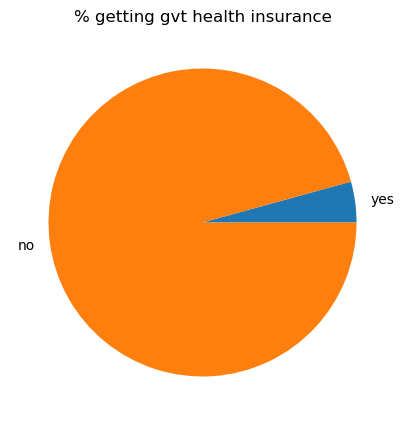 % getting gvt health insurance
yes
no